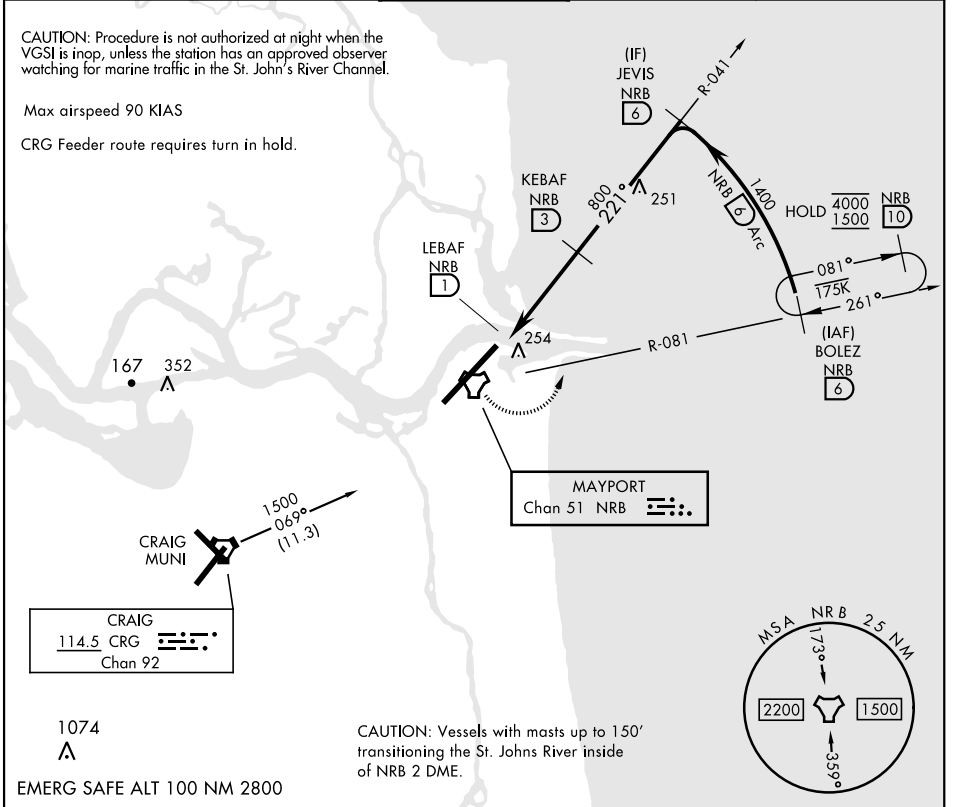 CAUTION: Procedure is not authorized at night when the
VGSI is inop, unless the station has an approved observer
watching for marine traffic in the St. John's River Channel.
Max airspeed 90 KIAS
CRG Feeder route requires turn in hold.
(IF)
JEVIS
NRB
6
R-041
KEBAF
NRB
3
800
221°
251
1400
NRB 6 Arc
HOLD 4000
1500
NRB
10
081°
175K
261°
LEBAF
NRB
1
254
R-081
(IAF)
BOLEZ
NRB
6
167
352
MAYPORT
Chan 51 NRB
1500
069°
(11.3)
CRAIG
MUNI
CRAIG
114.5 CRG
Chan 92
MSA NRB 25 NM
173°
2200
1500
359°
1074
CAUTION: Vessels with masts up to 150'
transitioning the St. Johns River inside
of NRB 2 DME.
EMERG SAFE ALT 100 NM 2800